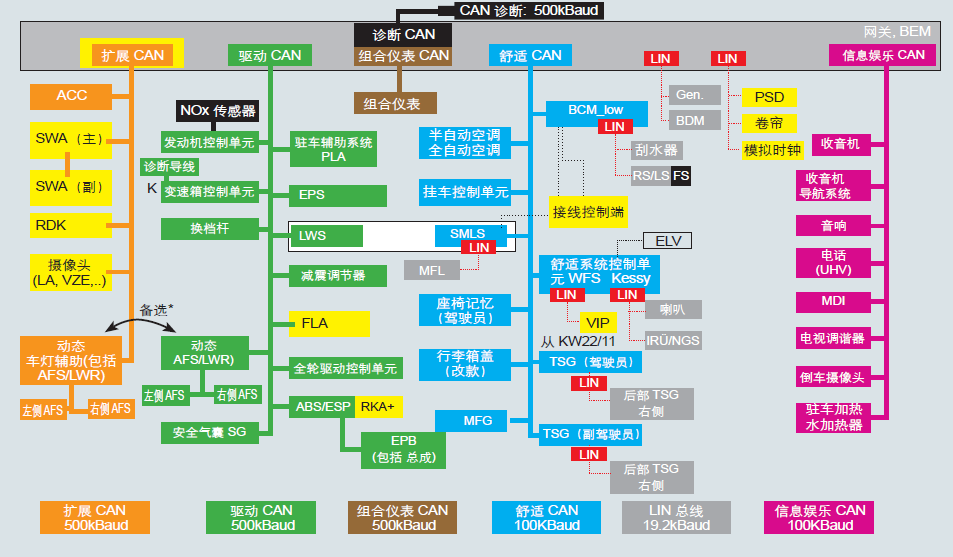 CAN 诊断: 500kBaud
网关, BEM
诊断 CAN
扩展 CAN
驱动 CAN
组合仪表 CAN
舒适 CAN
LIN
LIN
信息娱乐 CAN
ACC
SWA（主）
SWA（副）
RDK
摄像头
(LA, VZE,..)
备选*
动态
车灯辅助(包括
AFS/LWR)
左侧 AFS
右侧 AFS
NOx 传感器
发动机控制单元
诊断导线
K
变速箱控制单元
换档杆
动态
AFS/LWR)
左侧 AFS
右侧 AFS
安全气囊 SG
驻车辅助系统
PLA
EPS
LWS
减震调节器
FLA
全轮驱动控制单元
ABS/ESP
RKA+
EPB
(包括 总成)
组合仪表
半自动空调
全自动空调
挂车控制单元
SMLS
LIN
MFL
座椅记忆
(驾驶员)
行李箱盖
(改款)
MFG
BCM_low
LIN
刮水器
RS/LS
FS
接线控制端
ELV
舒适系统控制单
元 WFS Kessy
LIN
LIN
VIP
喇叭
IRÜ/NGS
从 KW22/11
TSG (驾驶员)
LIN
后部 TSG
右侧
TSG（副驾驶员)
LIN
后部 TSG
右侧
Gen.
BDM
PSD
卷帘
模拟时钟
收音机
收音机
导航系统
音响
电话
(UHV)
MDI
电视调谐器
倒车摄像头
驻车加热
水加热器
扩展 CAN
500kBaud
驱动 CAN
500kBaud
组合仪表 CAN
500kBaud
舒适 CAN
100KBaud
LIN 总线
19.2kBaud
信息娱乐 CAN
100KBaud